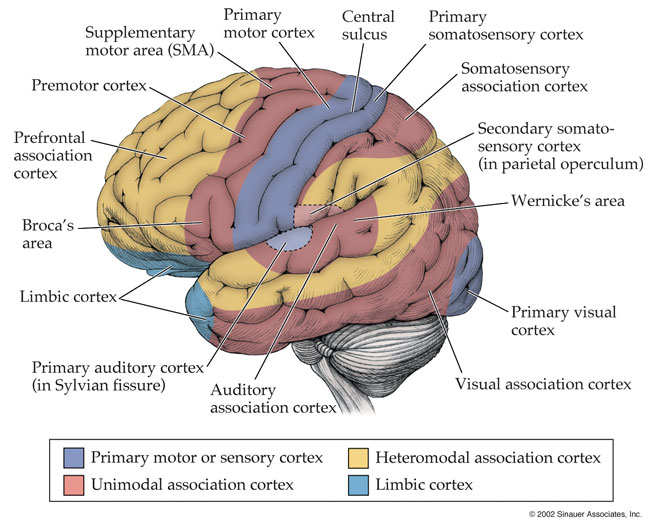 Primary
motor cortex
Central
sulcus
Primary
somatosensory cortex
Supplementary
motor area (SMA)
Somatosensory
association cortex
Premotor cortex
Secondary somato-
sensory cortex
(in parietal operculum)
Prefrontal
association
cortex
Wernicke's area
Broca's
area
Limbic cortex
Primary visual
cortex
Primary auditory cortex
(in Sylvian fissure)
Auditory
association cortex
Visual association cortex
Primary motor or sensory cortex
Heteromodal association cortex
Unimodal association cortex
Limbic cortex
© 2002 Sinauer Associates, Inc.